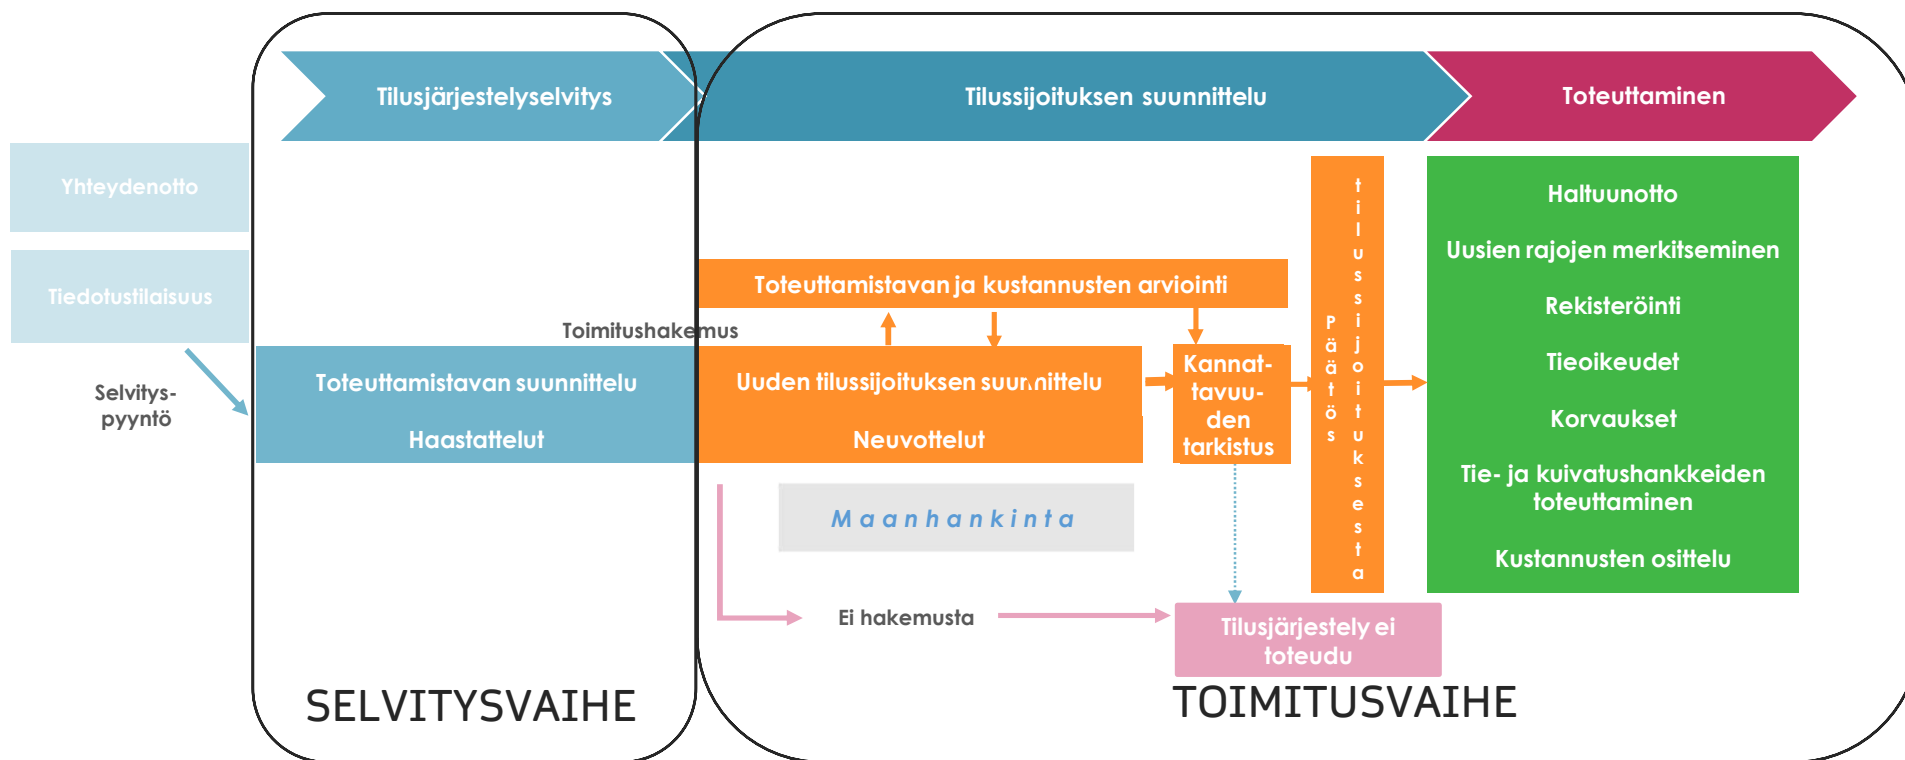 Tilusjärjestelyselvitys
Tilussijoituksen suunnittelu
Toteuttaminen
Yhteydenotto
Tiedotustilaisuus
Selvitys-
pyyntö
Toimitushakemus
Toteuttamistavan suunnittelu
Haastattelut
Toteuttamistavan ja kustannusten arviointi
Uuden tilussijoituksen suunnittelu
Neuvottelut
Maanhankinta
Kannat-
tavuu-
den
tarkistus
Päätös
tilussijoituksesta
Haltuunotto
Uusien rajojen merkitseminen
Rekisteröinti
Tieoikeudet
Korvaukset
Tie- ja kuivatushankkeiden
toteuttaminen
Kustannusten osittelu
Ei hakemusta
Tilusjärjestely ei
toteudu
SELVITYSVAIHE
TOIMITUSVAIHE